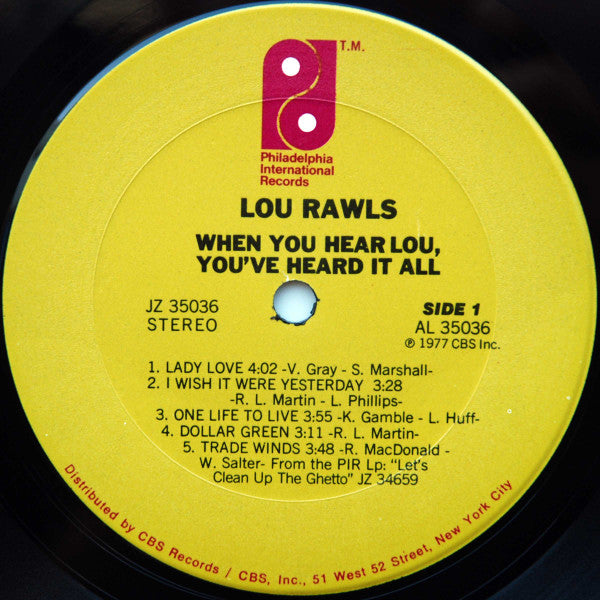 T.M.
Philadelphia
International
Records
LOU RAWLS
WHEN YOU HEAR LOU,
YOU'VE HEARD IT ALL
JZ 35036
STEREO
SIDE 1
AL 35036
℗ 1977 CBS Inc.
1. LADY LOVE 4:02 -V. Gray - S. Marshall-
2. I WISH IT WERE YESTERDAY 3:28
-R. L. Martin - L. Phillips-
3. ONE LIFE TO LIVE 3:55 -K. Gamble - L. Huff-
4. DOLLAR GREEN 3:11 -R. L. Martin-
5. TRADE WINDS 3:48 -R. MacDonald -
W. Salter- From the PIR Lp: "Let's
Clean Up The Ghetto" JZ 34659
Distributed by CBS Records / CBS, Inc., 51 West 52 Street, New York City